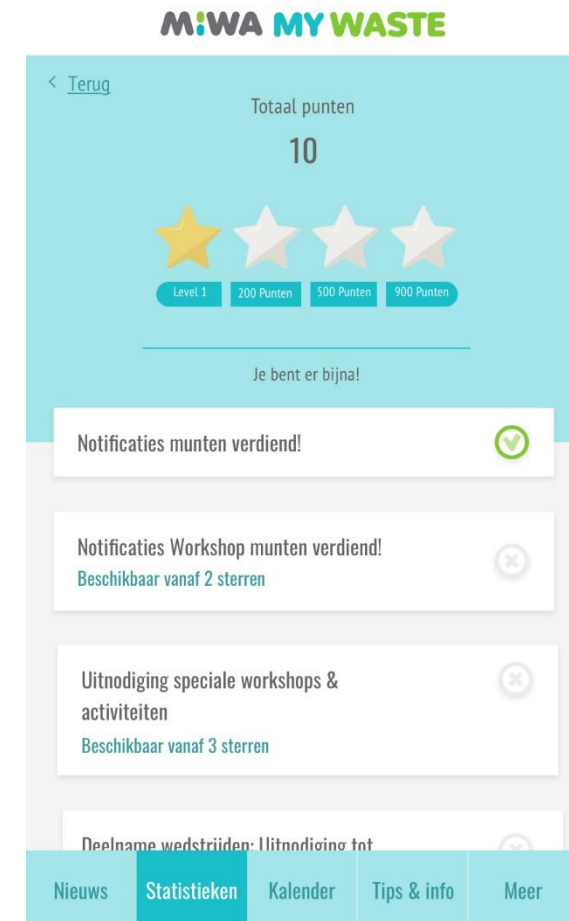 MiWA MY WASTE
< Terug
Totaal punten
10
Level 1
200 Punten
500 Punten
900 Punten
Je bent er bijna!
Notificaties munten verdiend!
Notificaties Workshop munten verdiend!
Beschikbaar vanaf 2 sterren
Uitnodiging speciale workshops &
activiteiten
Beschikbaar vanaf 3 sterren
Deelname wedstrijden: Uitnodiging tot
Nieuws
Statistieken
Kalender
Tips & info
Meer